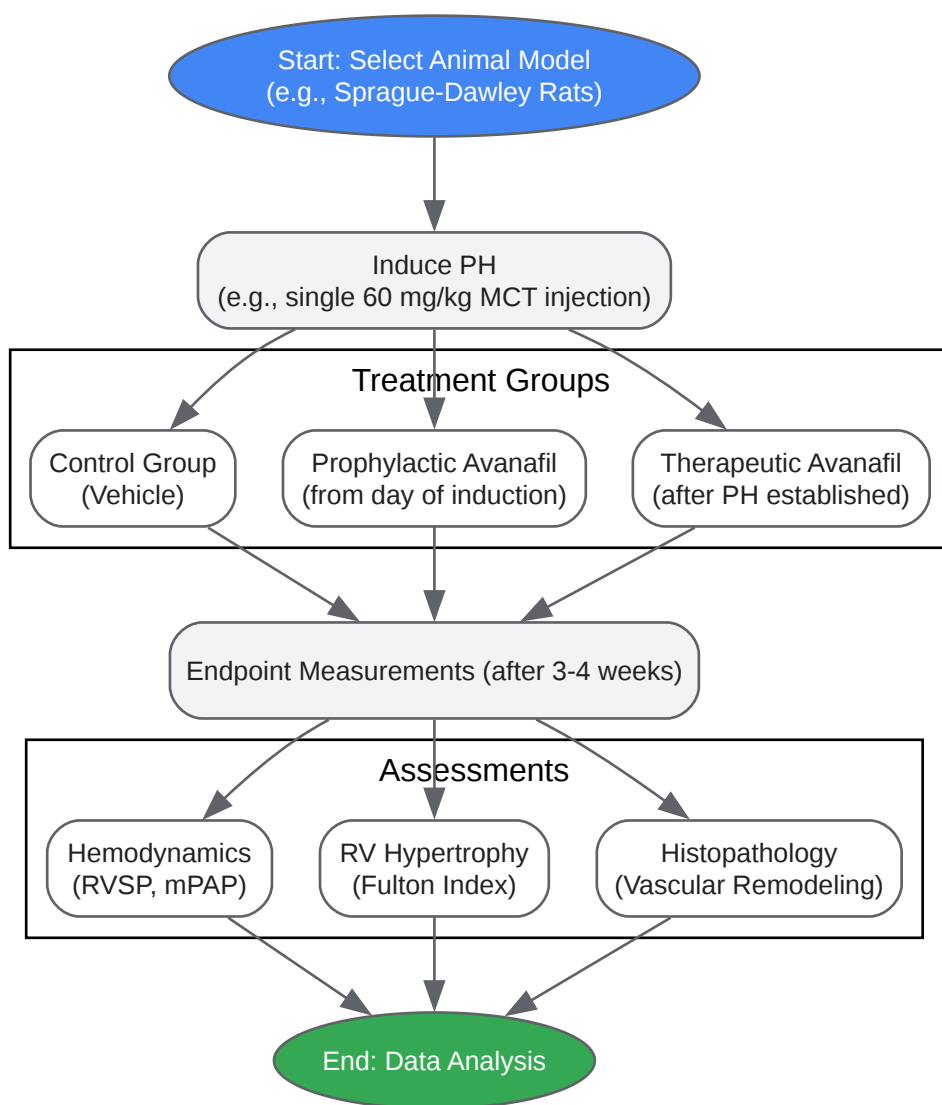 Start: Select Animal Model
(e.g., Sprague-Dawley Rats)
Induce PH
(e.g., single 60 mg/kg MCT injection)
Treatment Groups
Control Group
(Vehicle)
Prophylactic Avanafil
(from day of induction)
Therapeutic Avanafil
(after PH established)
Endpoint Measurements (after 3-4 weeks)
Assessments
Hemodynamics
(RVSP, mPAP)
RV Hypertrophy
(Fulton Index)
Histopathology
(Vascular Remodeling)
End: Data Analysis